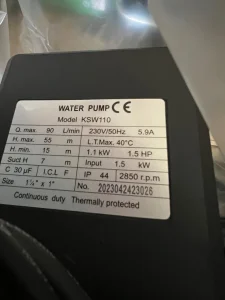 WATER PUMP CE
Model KSW110
Q. max. 90 L/min 230V/50Hz 5.9A
H. max. 55 m L.T.Max. 40°C
H. min. 15 m 1.1 kW 1.5 HP
Suct H 7 m Input 1.5 kW
C 30 µF I.C.L F IP 44 2850 r.p.m
Size 1¼" x 1" No. 2023042423026
Continuous duty Thermally protected